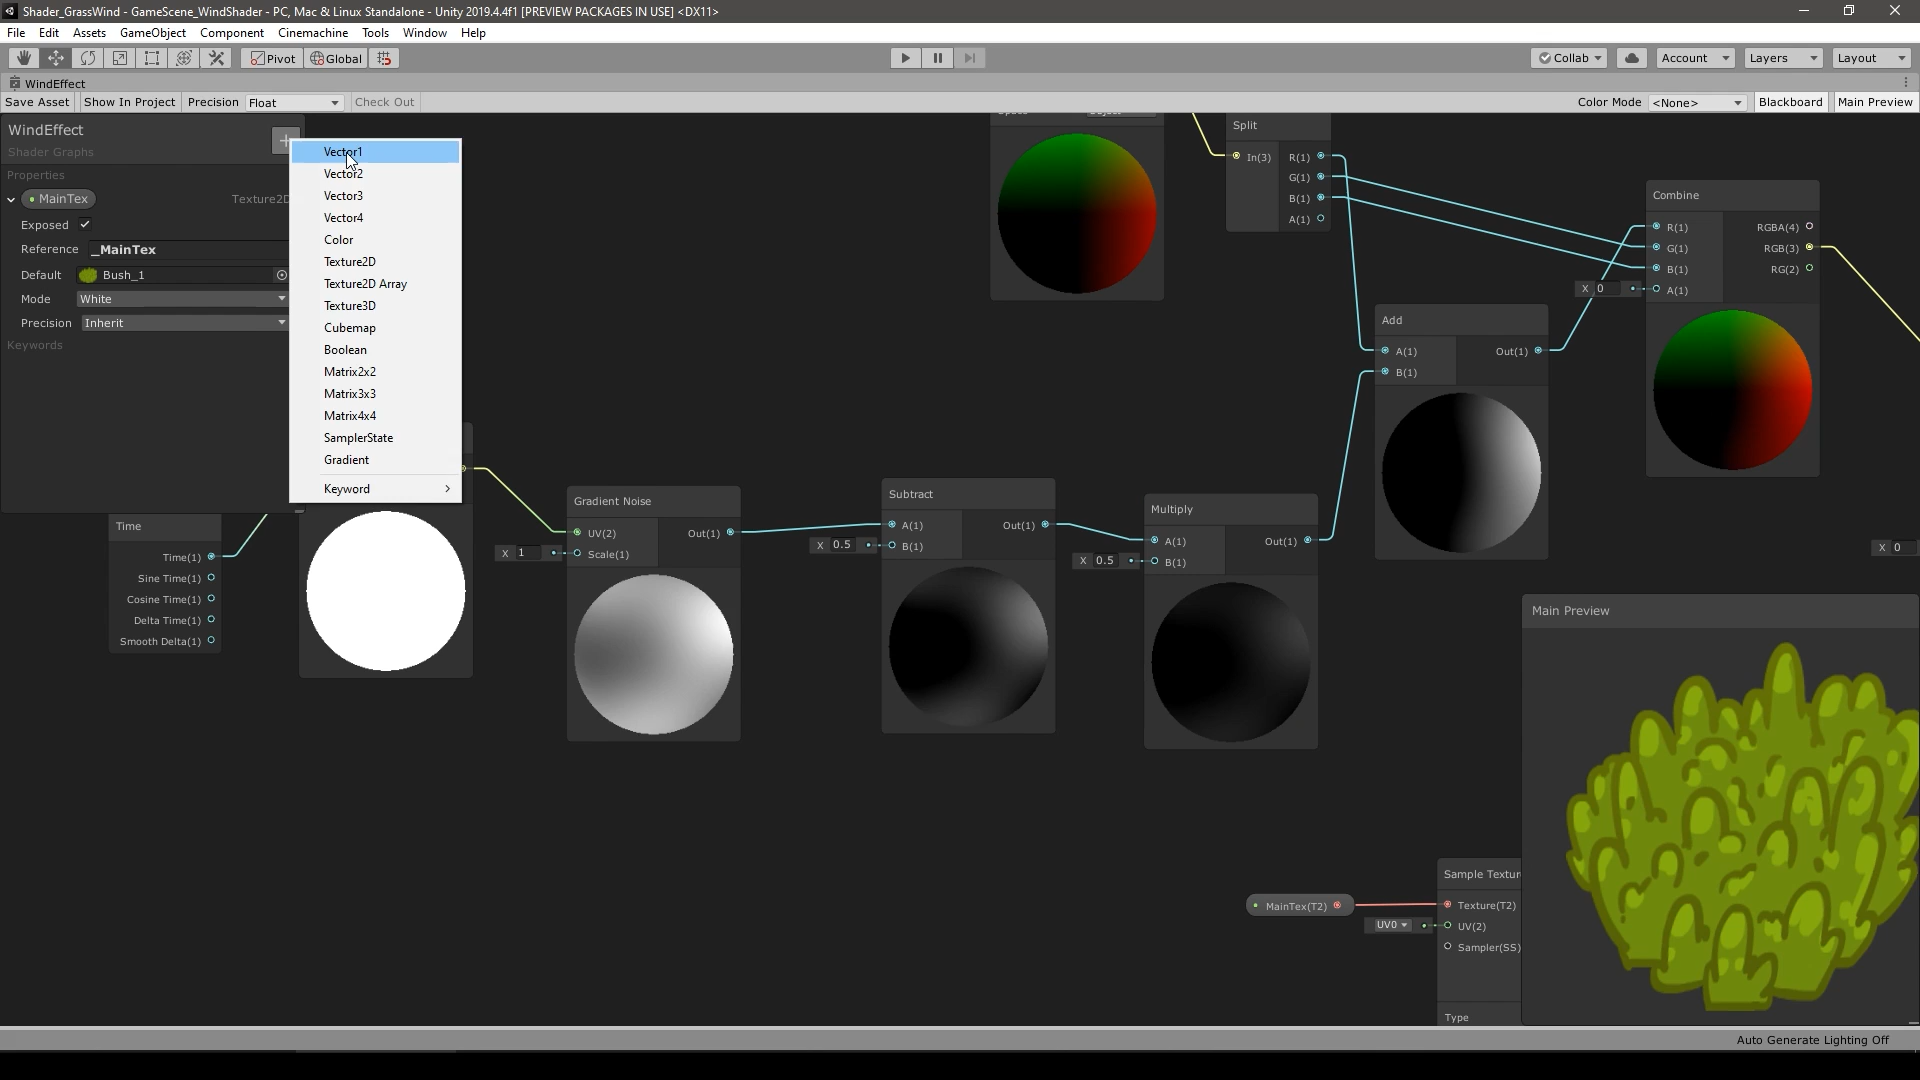 Shader_GrassWind - GameScene_WindShader - PC, Mac & Linux Standalone - Unity 2019.4.4f1 [PREVIEW PACKAGES IN USE] <DX11>
File Edit Assets GameObject Component Cinemachine Tools Window Help
Pivot Global Collab Account Layers Layout
WindEffect
Save Asset Show In Project Precision Float Check Out Color Mode <None> Blackboard Main Preview
WindEffect
Shader Graphs
Properties
MainTex Texture2D
Exposed
Reference _MainTex
Default Bush_1
Mode White
Precision Inherit
Keywords
Vector1
Vector2
Vector3
Vector4
Color
Texture2D
Texture2D Array
Texture3D
Cubemap
Boolean
Matrix2x2
Matrix3x3
Matrix4x4
SamplerState
Gradient
Keyword
Time
Time(1)
Sine Time(1)
Cosine Time(1)
Delta Time(1)
Smooth Delta(1)
Gradient Noise
UV(2) Out(1)
X 1 Scale(1)
Subtract
A(1) Out(1)
X 0.5 B(1)
Multiply
A(1) Out(1)
X 0.5 B(1)
Split
In(3) R(1)
G(1)
B(1)
A(1)
Add
A(1) Out(1)
B(1)
Combine
R(1) RGBA(4)
G(1) RGB(3)
B(1) RG(2)
X 0 A(1)
X 0
Main Preview
MainTex(T2)
Sample Textur
Texture(T2)
UV0 UV(2)
Sampler(SS)
Type
Auto Generate Lighting Off